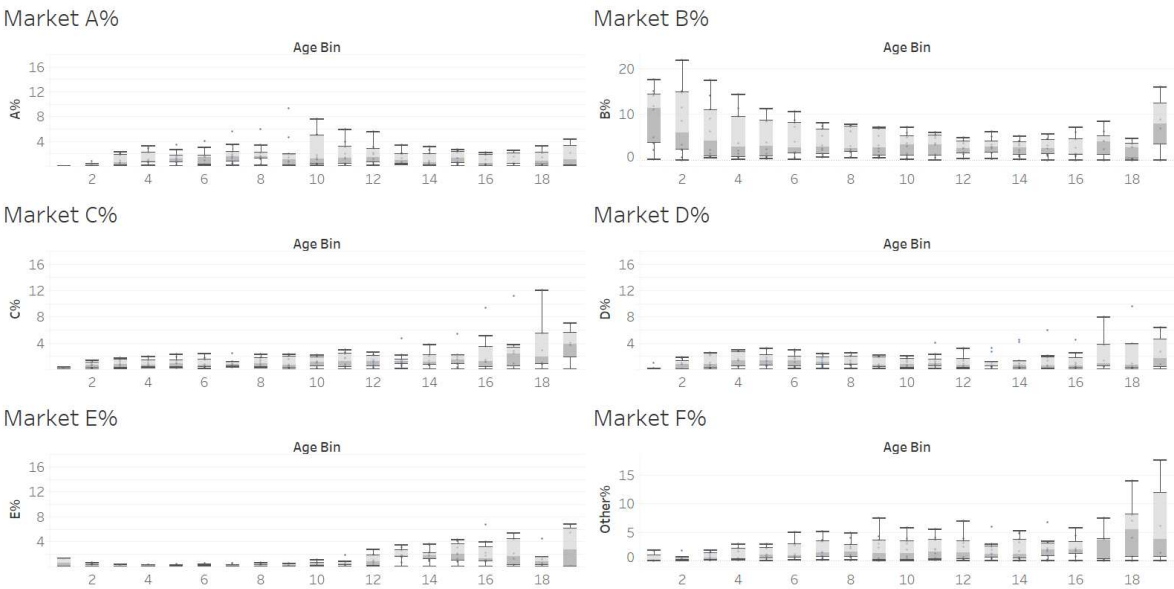 Market A%
Age Bin
A%
16
12
8
4
2 4 6 8 10 12 14 16 18
Market B%
Age Bin
B%
20
10
0
2 4 6 8 10 12 14 16 18
Market C%
Age Bin
C%
16
12
8
4
2 4 6 8 10 12 14 16 18
Market D%
Age Bin
D%
16
12
8
4
2 4 6 8 10 12 14 16 18
Market E%
Age Bin
E%
16
12
8
4
2 4 6 8 10 12 14 16 18
Market F%
Age Bin
Other%
15
10
5
0
2 4 6 8 10 12 14 16 18